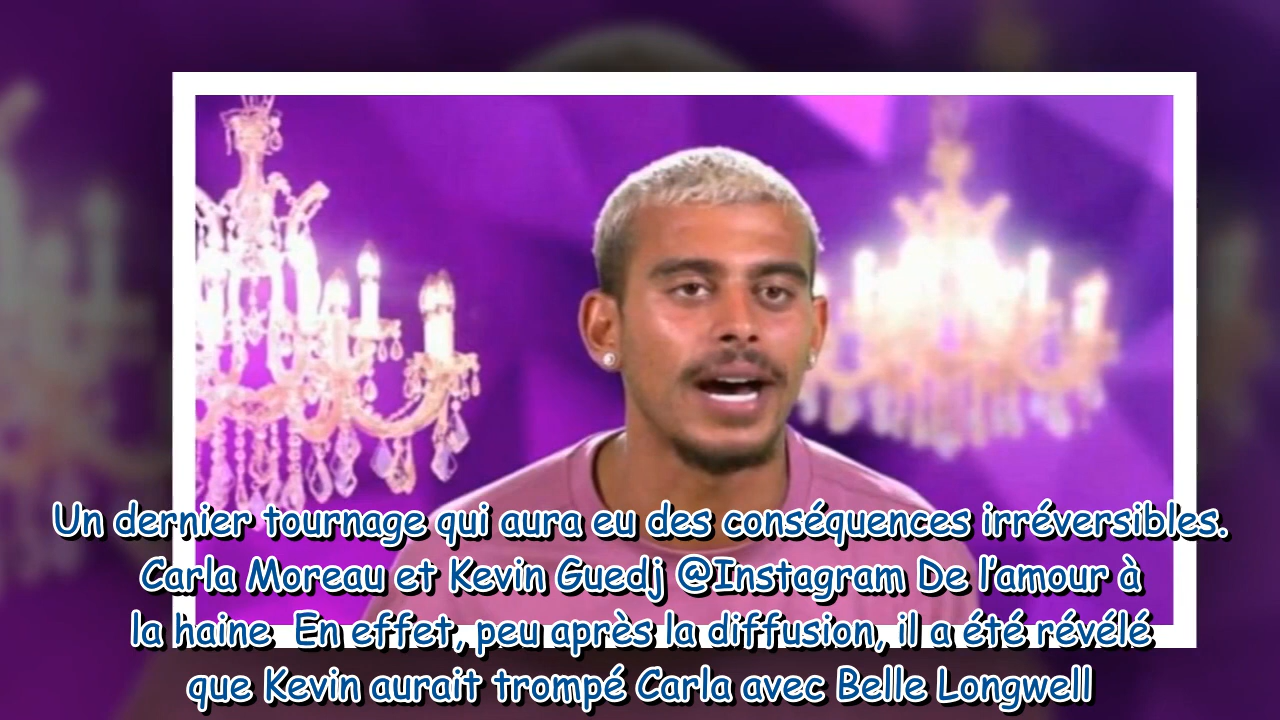 Un dernier tournage qui aura eu des conséquences irréversibles.
Carla Moreau et Kevin Guedj @Instagram De l’amour à
la haine  En effet, peu après la diffusion, il a été révélé
que Kevin aurait trompé Carla avec Belle Longwell